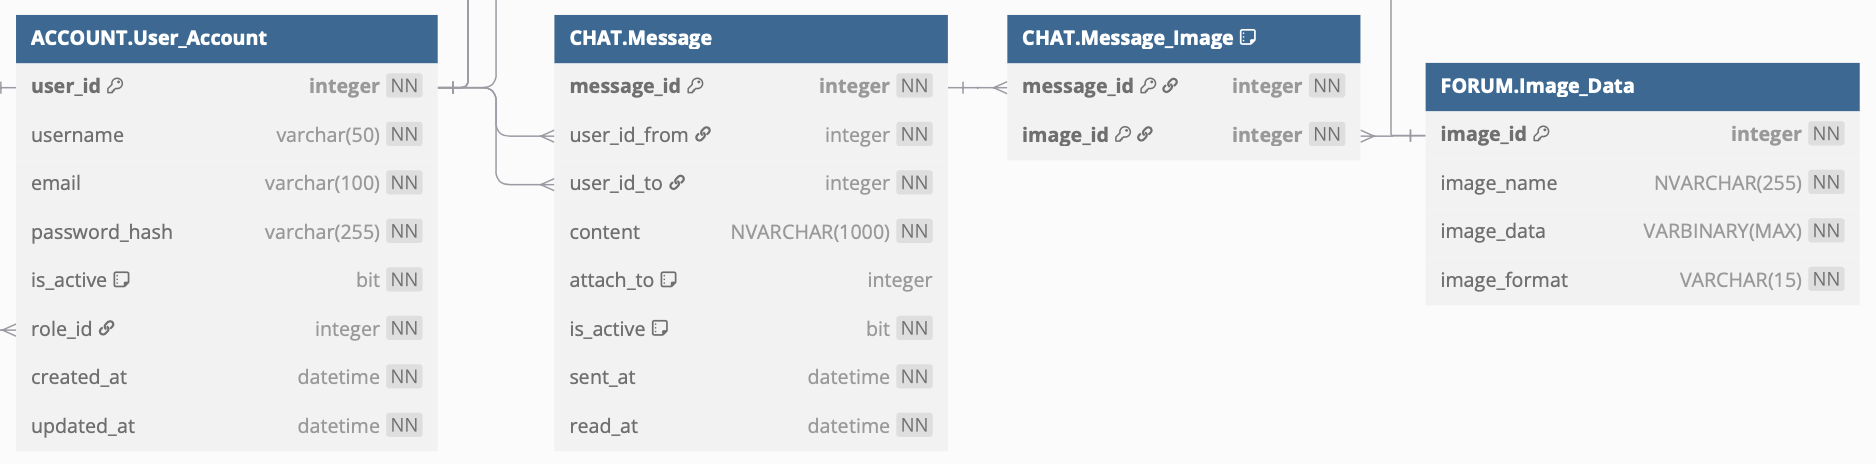 ACCOUNT.User_Account
user_id integer NN
username varchar(50) NN
email varchar(100) NN
password_hash varchar(255) NN
is_active bit NN
role_id integer NN
created_at datetime NN
updated_at datetime NN
CHAT.Message
message_id integer NN
user_id_from integer NN
user_id_to integer NN
content NVARCHAR(1000) NN
attach_to integer
is_active bit NN
sent_at datetime NN
read_at datetime NN
CHAT.Message_Image
message_id integer NN
image_id integer NN
FORUM.Image_Data
image_id integer NN
image_name NVARCHAR(255) NN
image_data VARBINARY(MAX) NN
image_format VARCHAR(15) NN